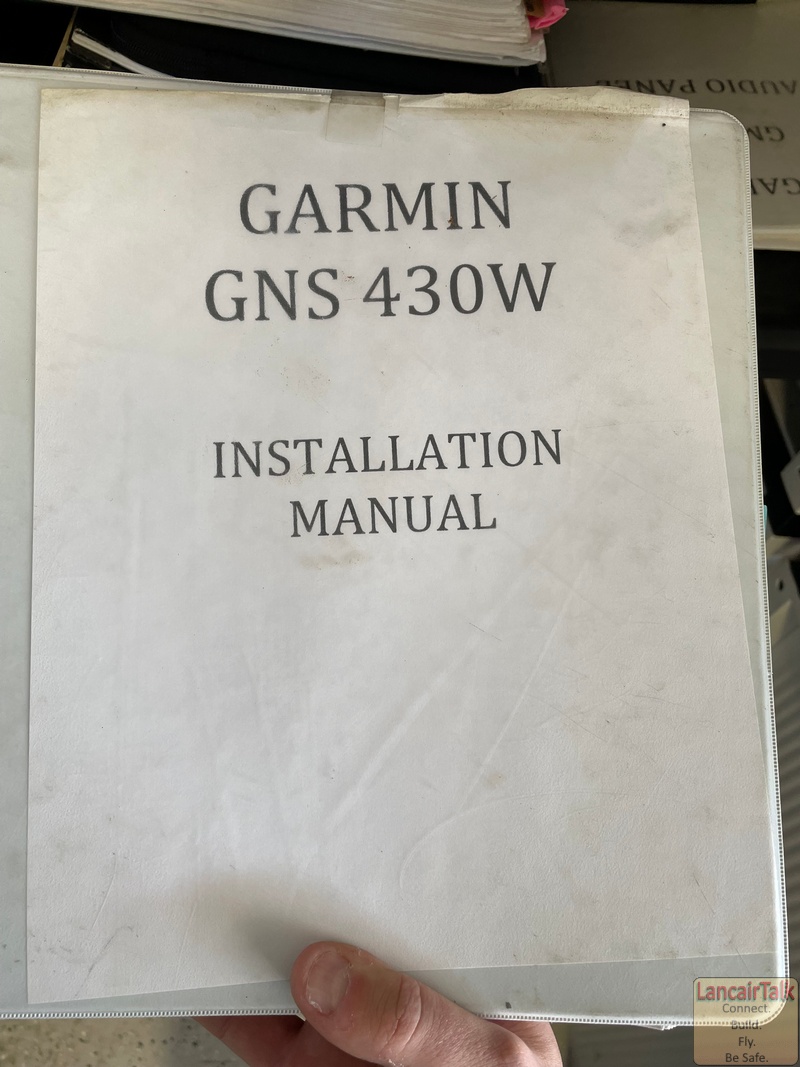 GARMIN
GNS 430W
INSTALLATION
MANUAL
AUDIO PANEL
LancairTalk
Connect.
Build.
Fly.
Be Safe.